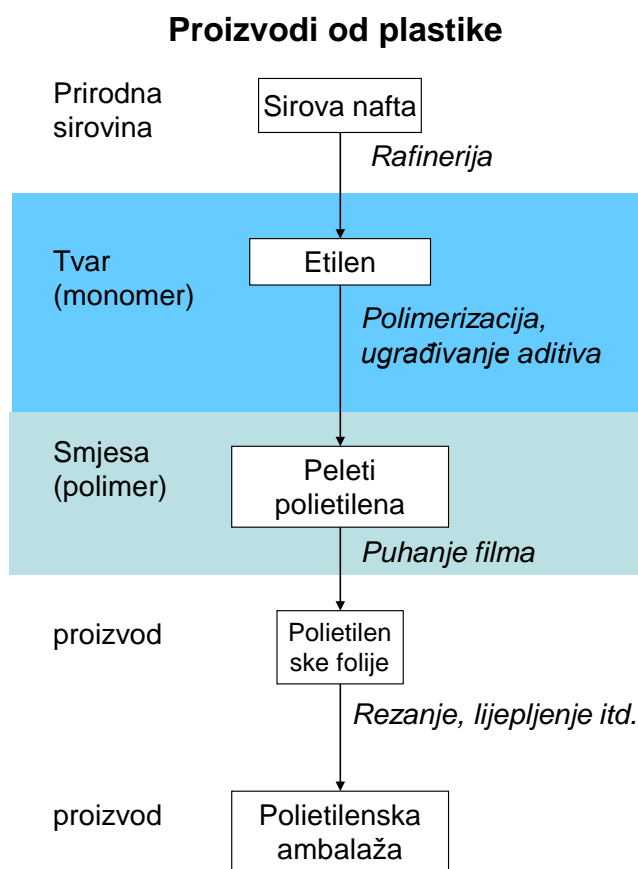 Proizvodi od plastike
Prirodna
sirovina
Sirova nafta
Rafinerija
Tvar
(monomer)
Etilen
Polimerizacija,
ugrađivanje aditiva
Smjesa
(polimer)
Peleti
polietilena
Puhanje filma
proizvod
Polietilen
ske folije
Rezanje, lijepljenje itd.
proizvod
Polietilenska
ambalaža